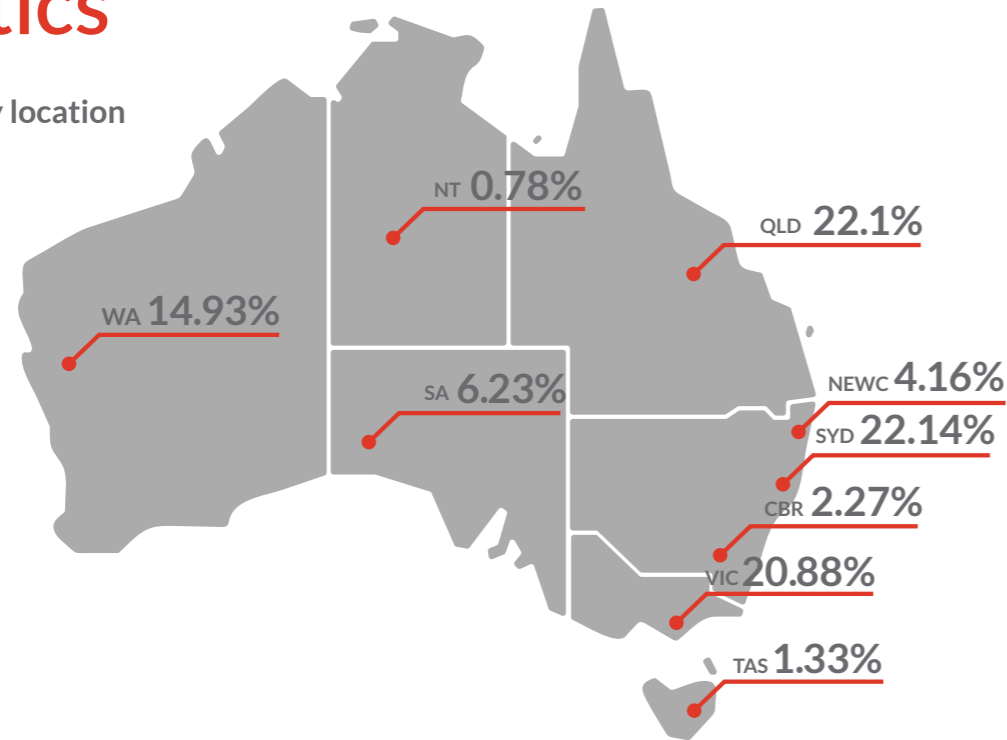 tics
y location
NT 0.78%
QLD 22.1%
WA 14.93%
NEWC 4.16%
SA 6.23%
SYD 22.14%
CBR 2.27%
VIC 20.88%
TAS 1.33%